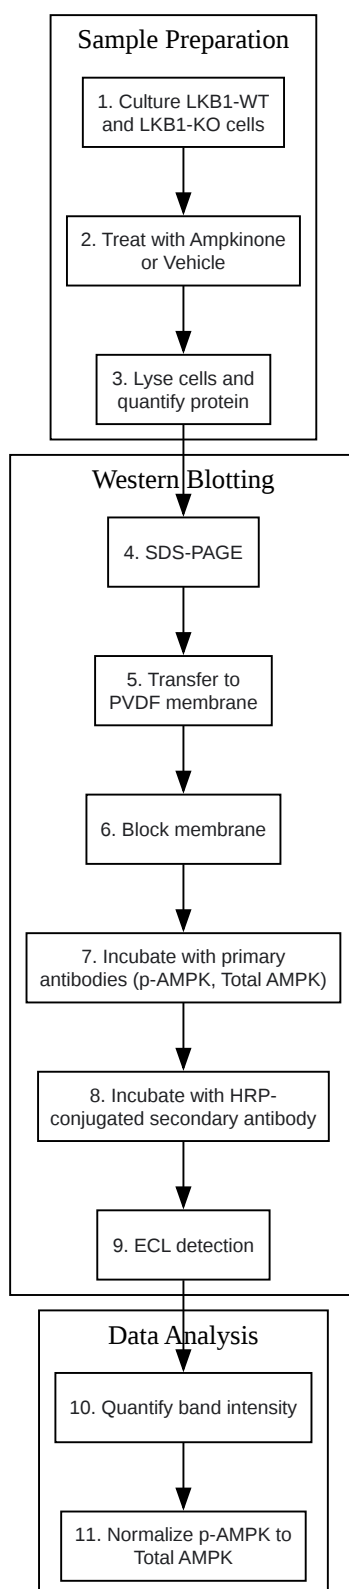 Sample Preparation
1. Culture LKB1-WT
and LKB1-KO cells
2. Treat with Ampkinone
or Vehicle
3. Lyse cells and
quantify protein
Western Blotting
4. SDS-PAGE
5. Transfer to
PVDF membrane
6. Block membrane
7. Incubate with primary
antibodies (p-AMPK, Total AMPK)
8. Incubate with HRP-
conjugated secondary antibody
9. ECL detection
Data Analysis
10. Quantify band intensity
11. Normalize p-AMPK to
Total AMPK